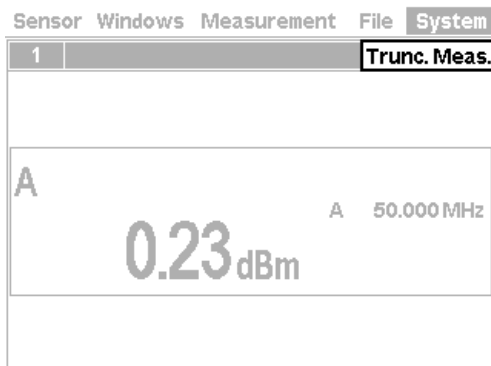 Sensor Windows Measurement File System
1 Trunc. Meas.
A
A 50.000 MHz
0.23 dBm